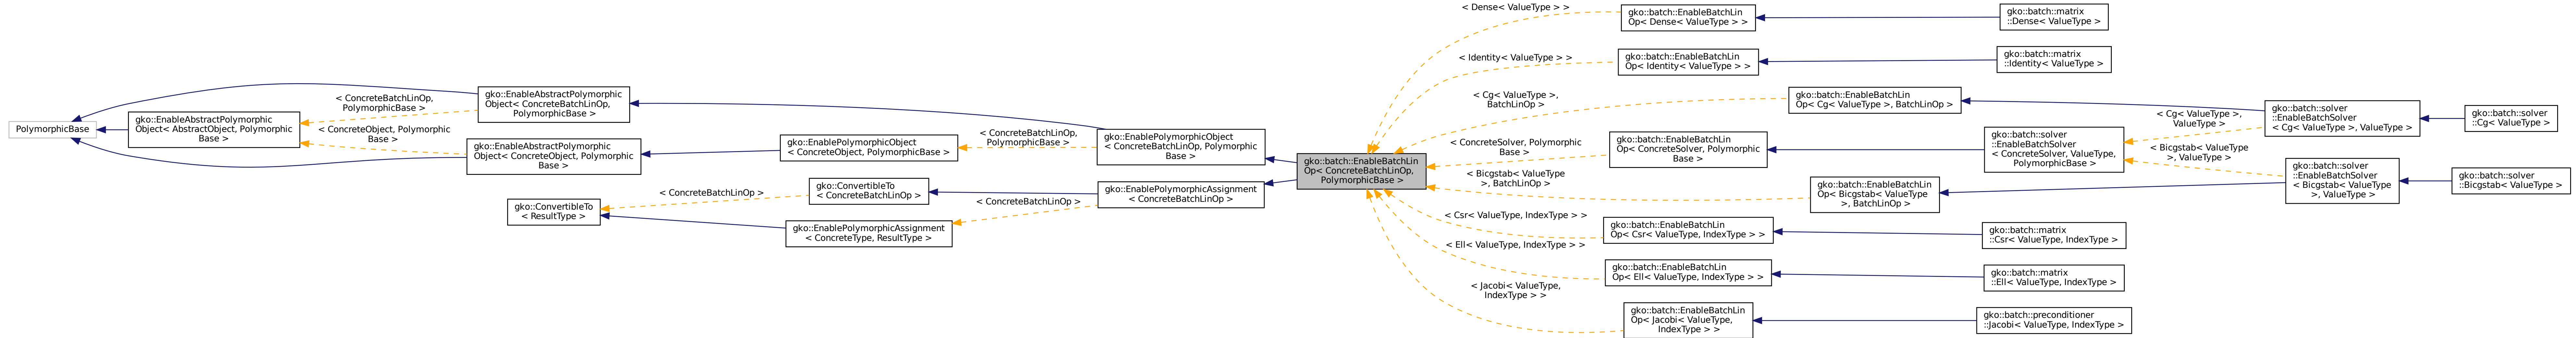 PolymorphicBase
gko::EnableAbstractPolymorphic
Object< AbstractObject, Polymorphic
Base >
< ConcreteBatchLinOp,
PolymorphicBase >
< ConcreteObject, Polymorphic
Base >
gko::EnableAbstractPolymorphic
Object< ConcreteBatchLinOp,
PolymorphicBase >
gko::EnableAbstractPolymorphic
Object< ConcreteObject, Polymorphic
Base >
gko::ConvertibleTo
< ResultType >
< ConcreteBatchLinOp >
gko::EnablePolymorphicObject
< ConcreteObject, PolymorphicBase >
gko::ConvertibleTo
< ConcreteBatchLinOp >
gko::EnablePolymorphicAssignment
< ConcreteType, ResultType >
< ConcreteBatchLinOp,
PolymorphicBase >
< ConcreteBatchLinOp >
gko::EnablePolymorphicObject
< ConcreteBatchLinOp, Polymorphic
Base >
gko::EnablePolymorphicAssignment
< ConcreteBatchLinOp >
gko::batch::EnableBatchLin
Op< ConcreteBatchLinOp,
PolymorphicBase >
< Dense< ValueType > >
< Identity< ValueType > >
< Cg< ValueType >,
BatchLinOp >
< ConcreteSolver, Polymorphic
Base >
< Bicgstab< ValueType
>, BatchLinOp >
< Csr< ValueType, IndexType > >
< Ell< ValueType, IndexType > >
< Jacobi< ValueType,
IndexType > >
gko::batch::EnableBatchLin
Op< Dense< ValueType > >
gko::batch::EnableBatchLin
Op< Identity< ValueType > >
gko::batch::EnableBatchLin
Op< Cg< ValueType >, BatchLinOp >
gko::batch::EnableBatchLin
Op< ConcreteSolver, Polymorphic
Base >
gko::batch::EnableBatchLin
Op< Bicgstab< ValueType
>, BatchLinOp >
gko::batch::EnableBatchLin
Op< Csr< ValueType, IndexType > >
gko::batch::EnableBatchLin
Op< Ell< ValueType, IndexType > >
gko::batch::EnableBatchLin
Op< Jacobi< ValueType,
IndexType > >
gko::batch::matrix
::Dense< ValueType >
gko::batch::matrix
::Identity< ValueType >
gko::batch::solver
::EnableBatchSolver
< ConcreteSolver, ValueType,
PolymorphicBase >
gko::batch::matrix
::Csr< ValueType, IndexType >
gko::batch::matrix
::Ell< ValueType, IndexType >
gko::batch::preconditioner
::Jacobi< ValueType, IndexType >
< Cg< ValueType >,
ValueType >
< Bicgstab< ValueType
>, ValueType >
gko::batch::solver
::EnableBatchSolver
< Cg< ValueType >, ValueType >
gko::batch::solver
::EnableBatchSolver
< Bicgstab< ValueType
>, ValueType >
gko::batch::solver
::Cg< ValueType >
gko::batch::solver
::Bicgstab< ValueType >